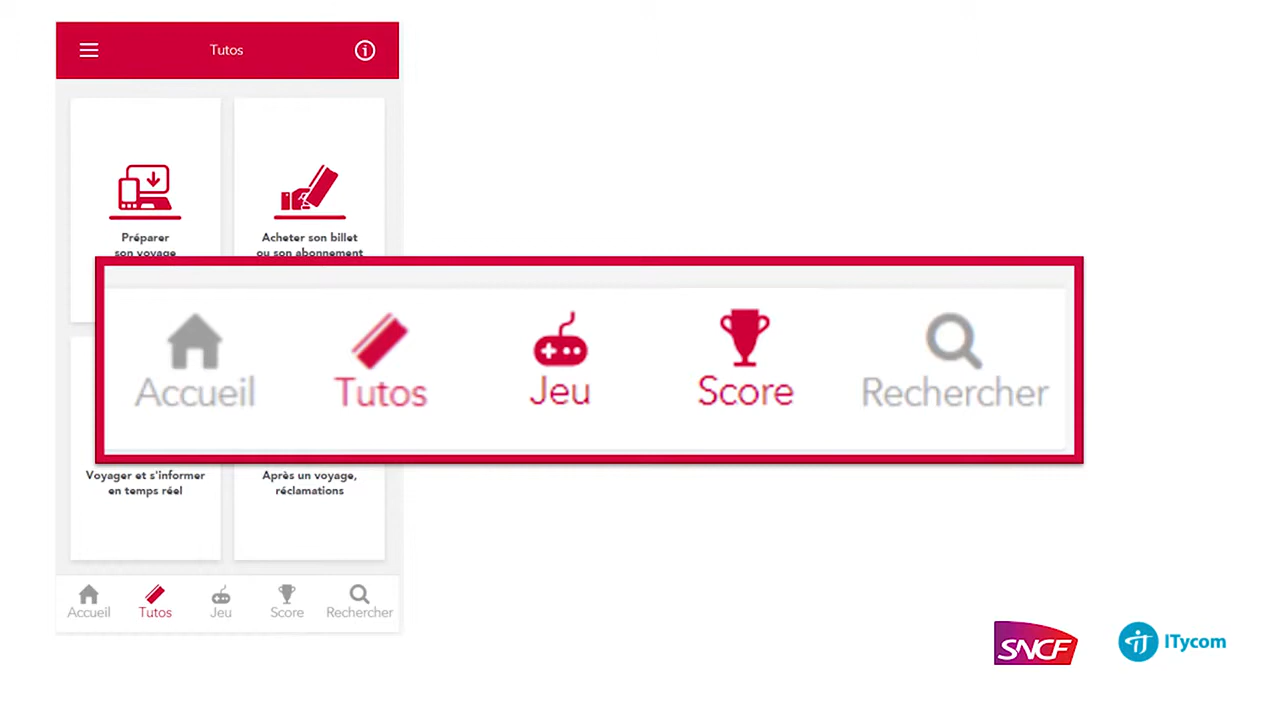 Tutos
Préparer
son voyage
Acheter son billet
ou son abonnement
Accueil
Tutos
Jeu
Score
Rechercher
Voyager et s'informer
en temps réel
Après un voyage,
réclamations
Accueil
Tutos
Jeu
Score
Rechercher
SNCF
ITycom